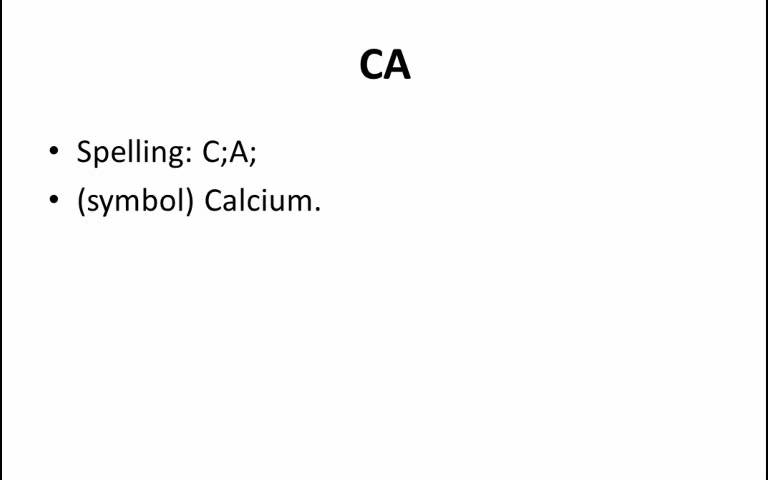 CA
• Spelling: C;A;
• (symbol) Calcium.